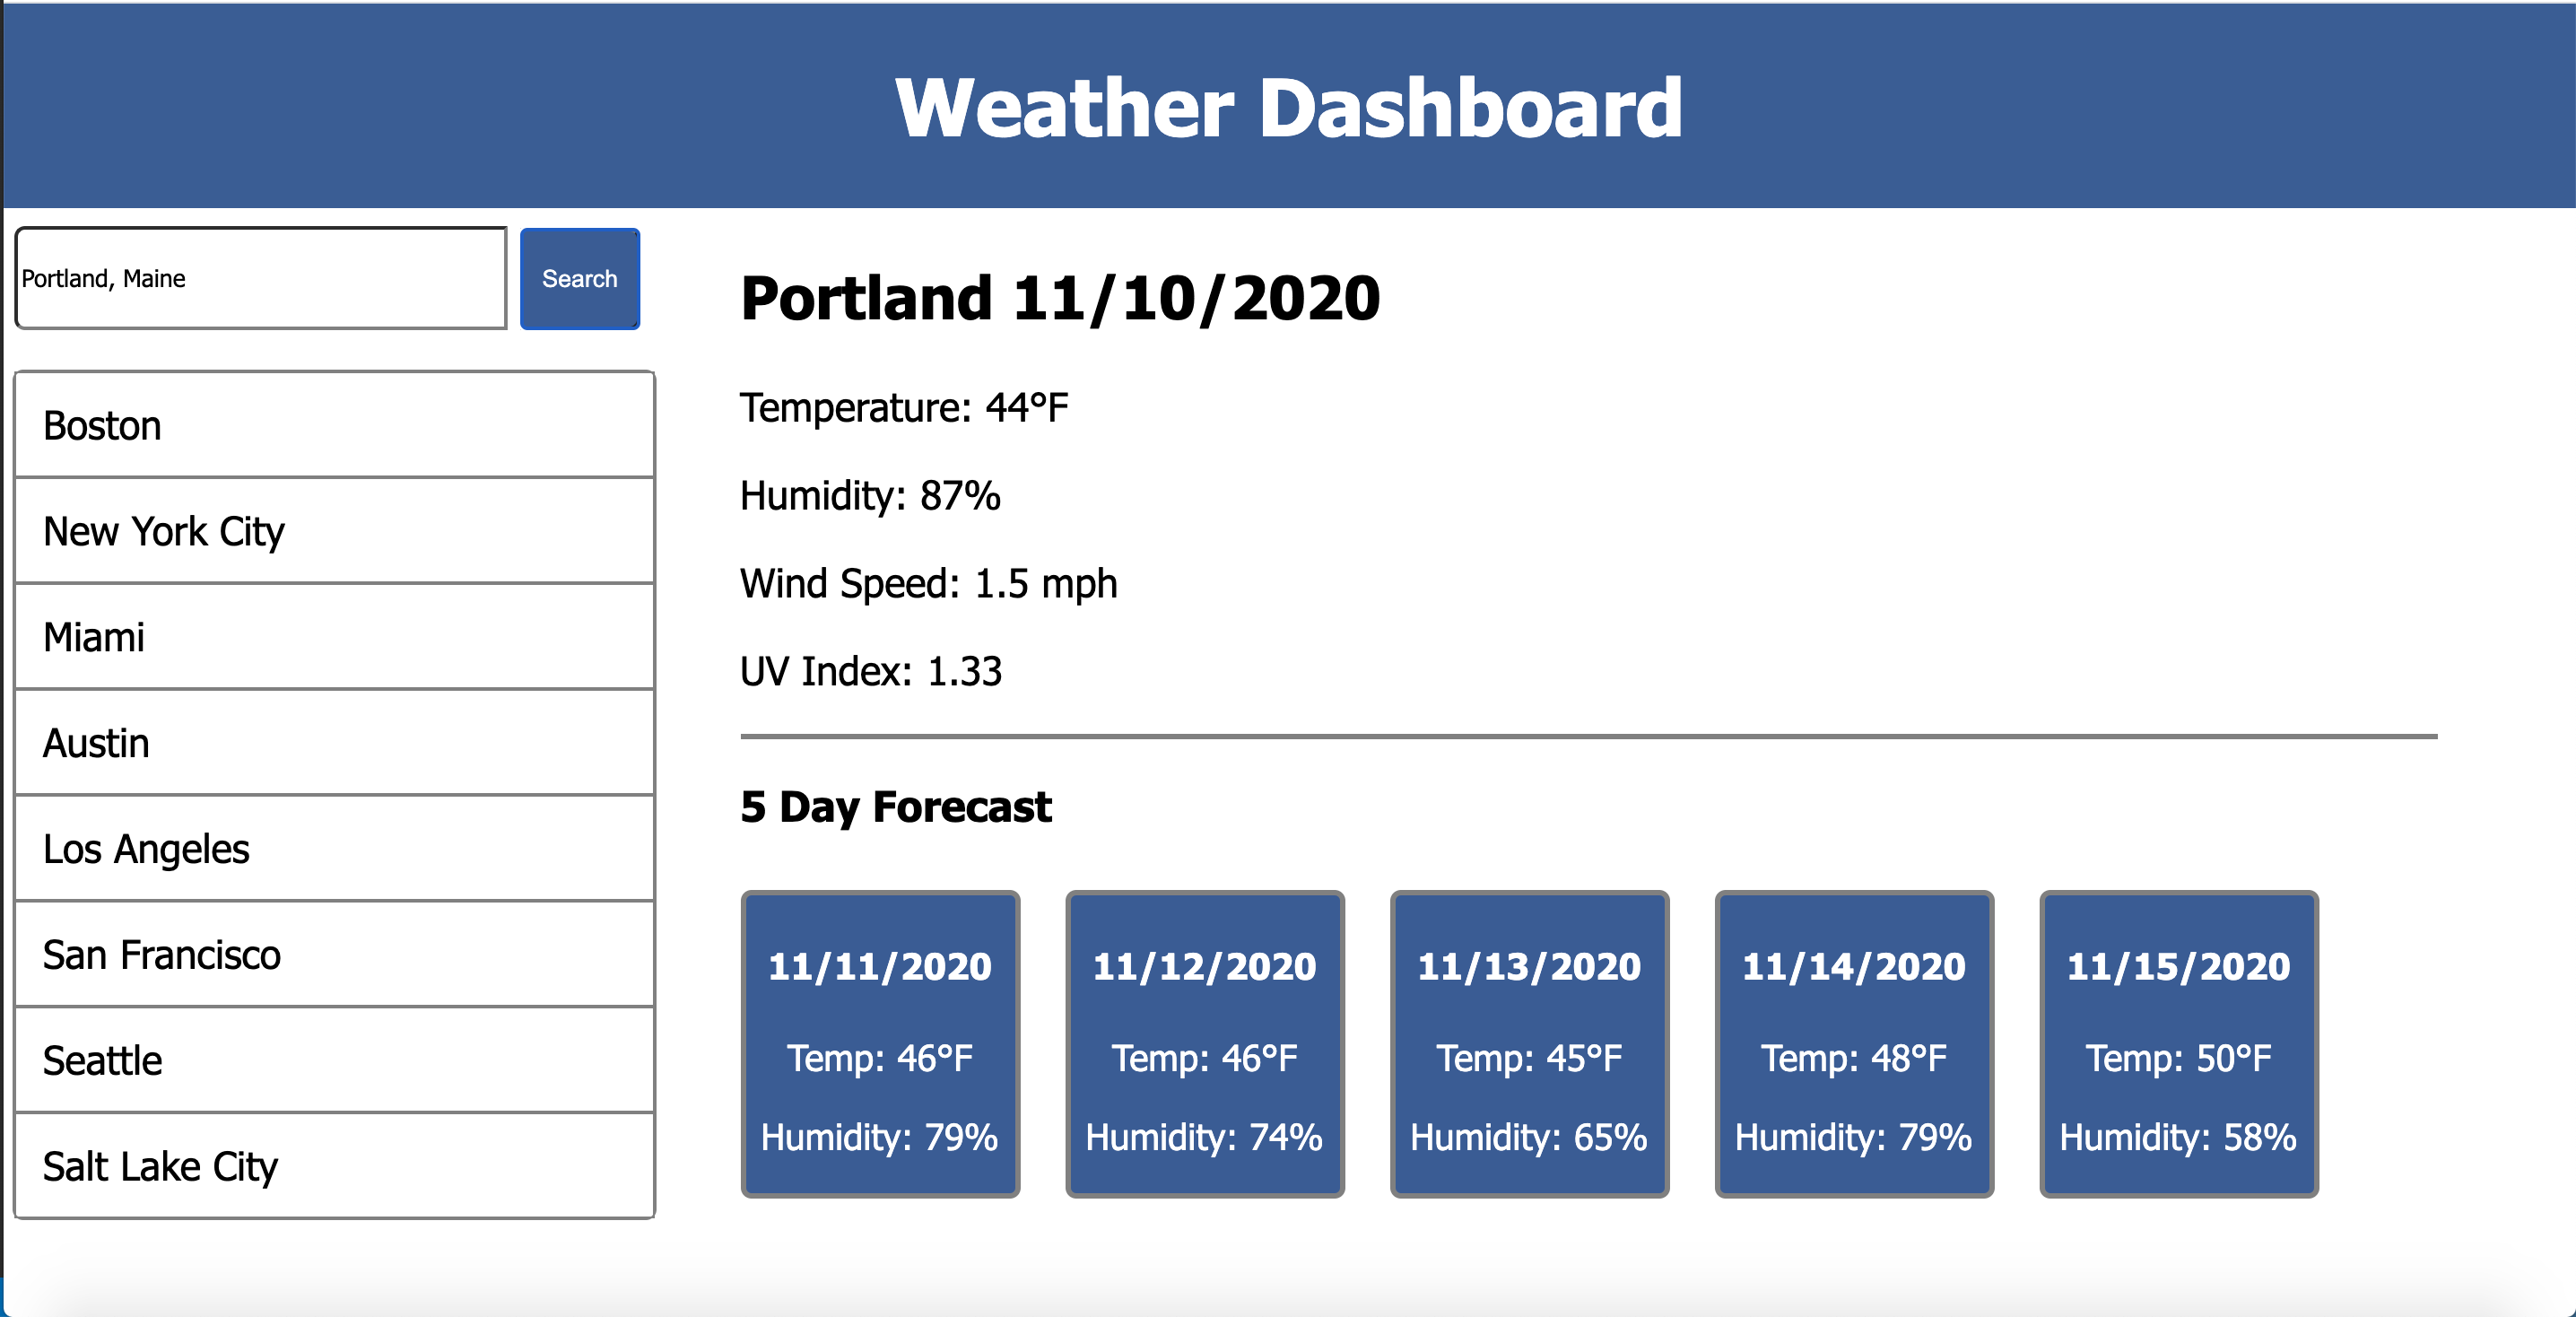 Weather Dashboard
Portland, Maine
Search
Boston
New York City
Miami
Austin
Los Angeles
San Francisco
Seattle
Salt Lake City
Portland 11/10/2020
Temperature: 44°F
Humidity: 87%
Wind Speed: 1.5 mph
UV Index: 1.33
5 Day Forecast
11/11/2020
Temp: 46°F
Humidity: 79%
11/12/2020
Temp: 46°F
Humidity: 74%
11/13/2020
Temp: 45°F
Humidity: 65%
11/14/2020
Temp: 48°F
Humidity: 79%
11/15/2020
Temp: 50°F
Humidity: 58%